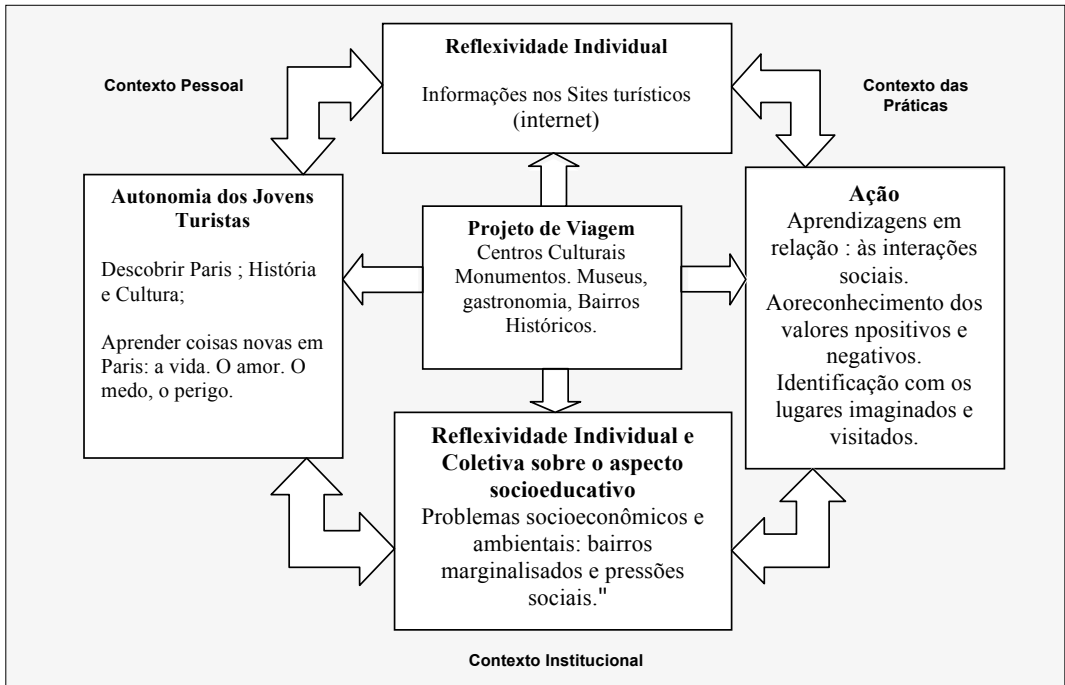 Reflexividade Individual
Informações nos Sites turísticos
(internet)
Contexto Pessoal
Contexto das
Práticas
Autonomia dos Jovens
Turistas
Descobrir Paris ; História
e Cultura;
Aprender coisas novas em
Paris: a vida. O amor. O
medo, o perigo.
Projeto de Viagem
Centros Culturais
Monumentos. Museus,
gastronomia, Bairros
Históricos.
Ação
Aprendizagens em
relação : às interações
sociais.
Aoreconhecimento dos
valores npositivos e
negativos.
Identificação com os
lugares imaginados e
visitados.
Reflexividade Individual e
Coletiva sobre o aspecto
socioeducativo
Problemas socioeconômicos e
ambientais: bairros
marginalisados e pressões
sociais."
Contexto Institucional